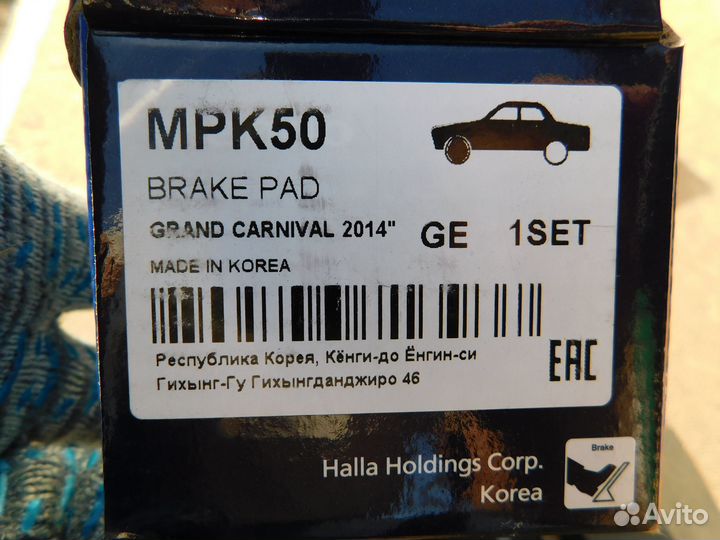 MPK50
BRAKE PAD
GRAND CARNIVAL 2014" GE 1SET
MADE IN KOREA
Республика Корея, Кёнги-до Ёнгин-си
Гихынг-Гу Гихынгданджиро 46
EAC
Halla Holdings Corp.
Korea
Brake
Avito